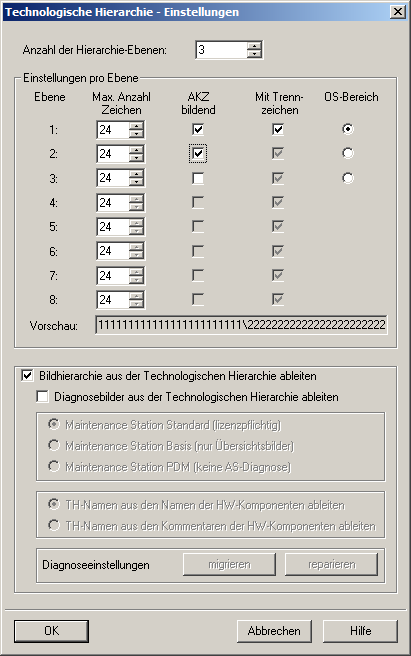 Technologische Hierarchie - Einstellungen
Anzahl der Hierarchie-Ebenen: 3
Einstellungen pro Ebene
Ebene Max. Anzahl Zeichen AKZ bildend Mit Trenn-zeichen OS-Bereich
1: 24
2: 24
3: 24
4: 24
5: 24
6: 24
7: 24
8: 24
Vorschau: 111111111111111111111111\222222222222222222222222
Bildhierarchie aus der Technologischen Hierarchie ableiten
Diagnosebilder aus der Technologischen Hierarchie ableiten
Maintenance Station Standard (lizenzpflichtig)
Maintenance Station Basis (nur Übersichtsbilder)
Maintenance Station PDM (keine AS-Diagnose)
TH-Namen aus den Namen der HW-Komponenten ableiten
TH-Namen aus den Kommentaren der HW-Komponenten ableiten
Diagnoseeinstellungen migrieren reparieren
OK Abbrechen Hilfe